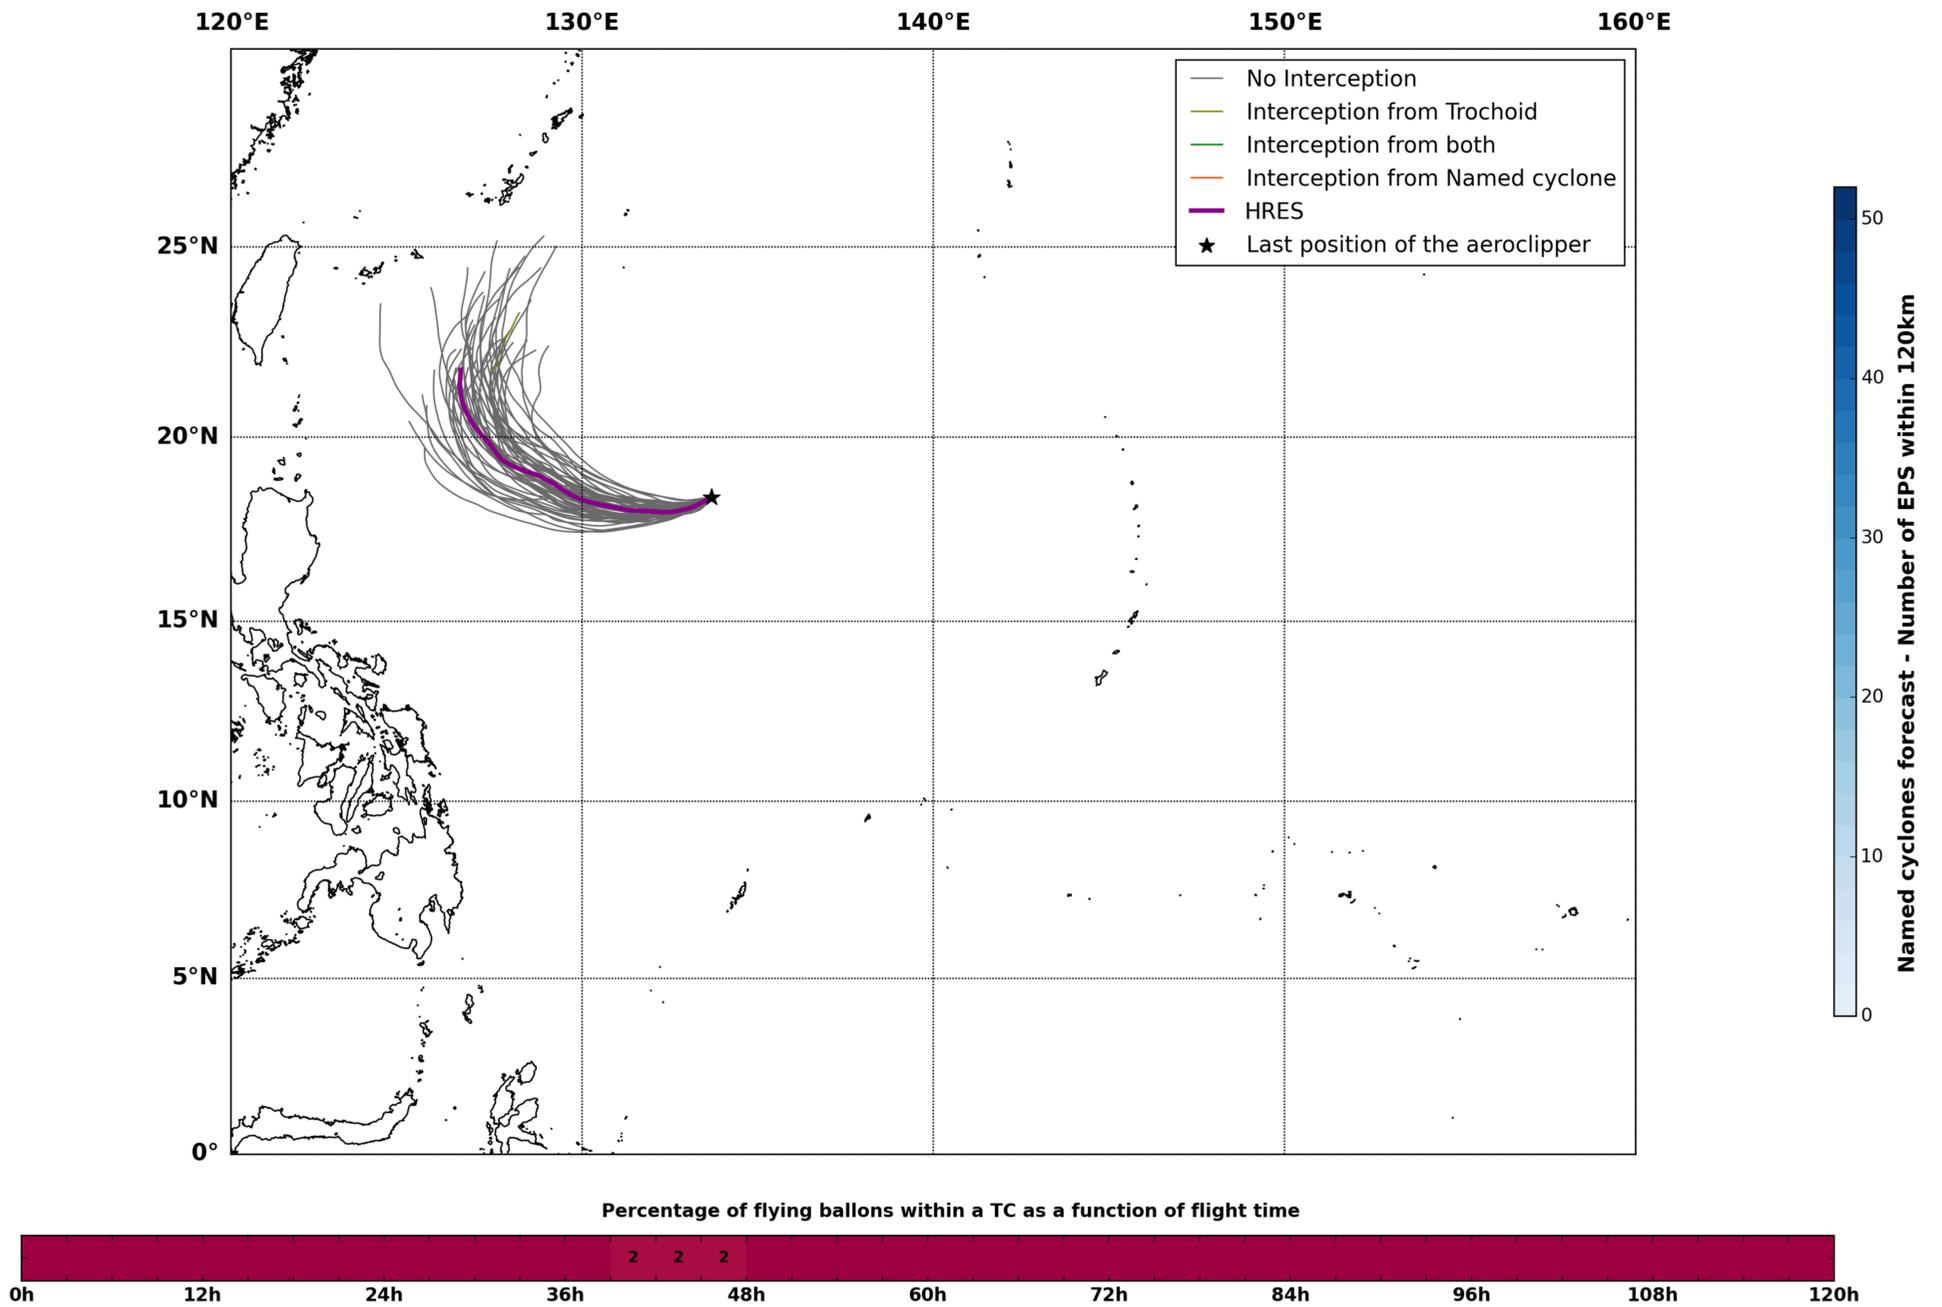 120°E 130°E 140°E 150°E 160°E
No Interception
Interception from Trochoid
Interception from both
Interception from Named cyclone
HRES
Last position of the aeroclipper
25°N
20°N
15°N
10°N
5°N
0°
50
40
30
20
10
0
Named cyclones forecast - Number of EPS within 120km
Percentage of flying ballons within a TC as a function of flight time
2 2 2
0h 12h 24h 36h 48h 60h 72h 84h 96h 108h 120h